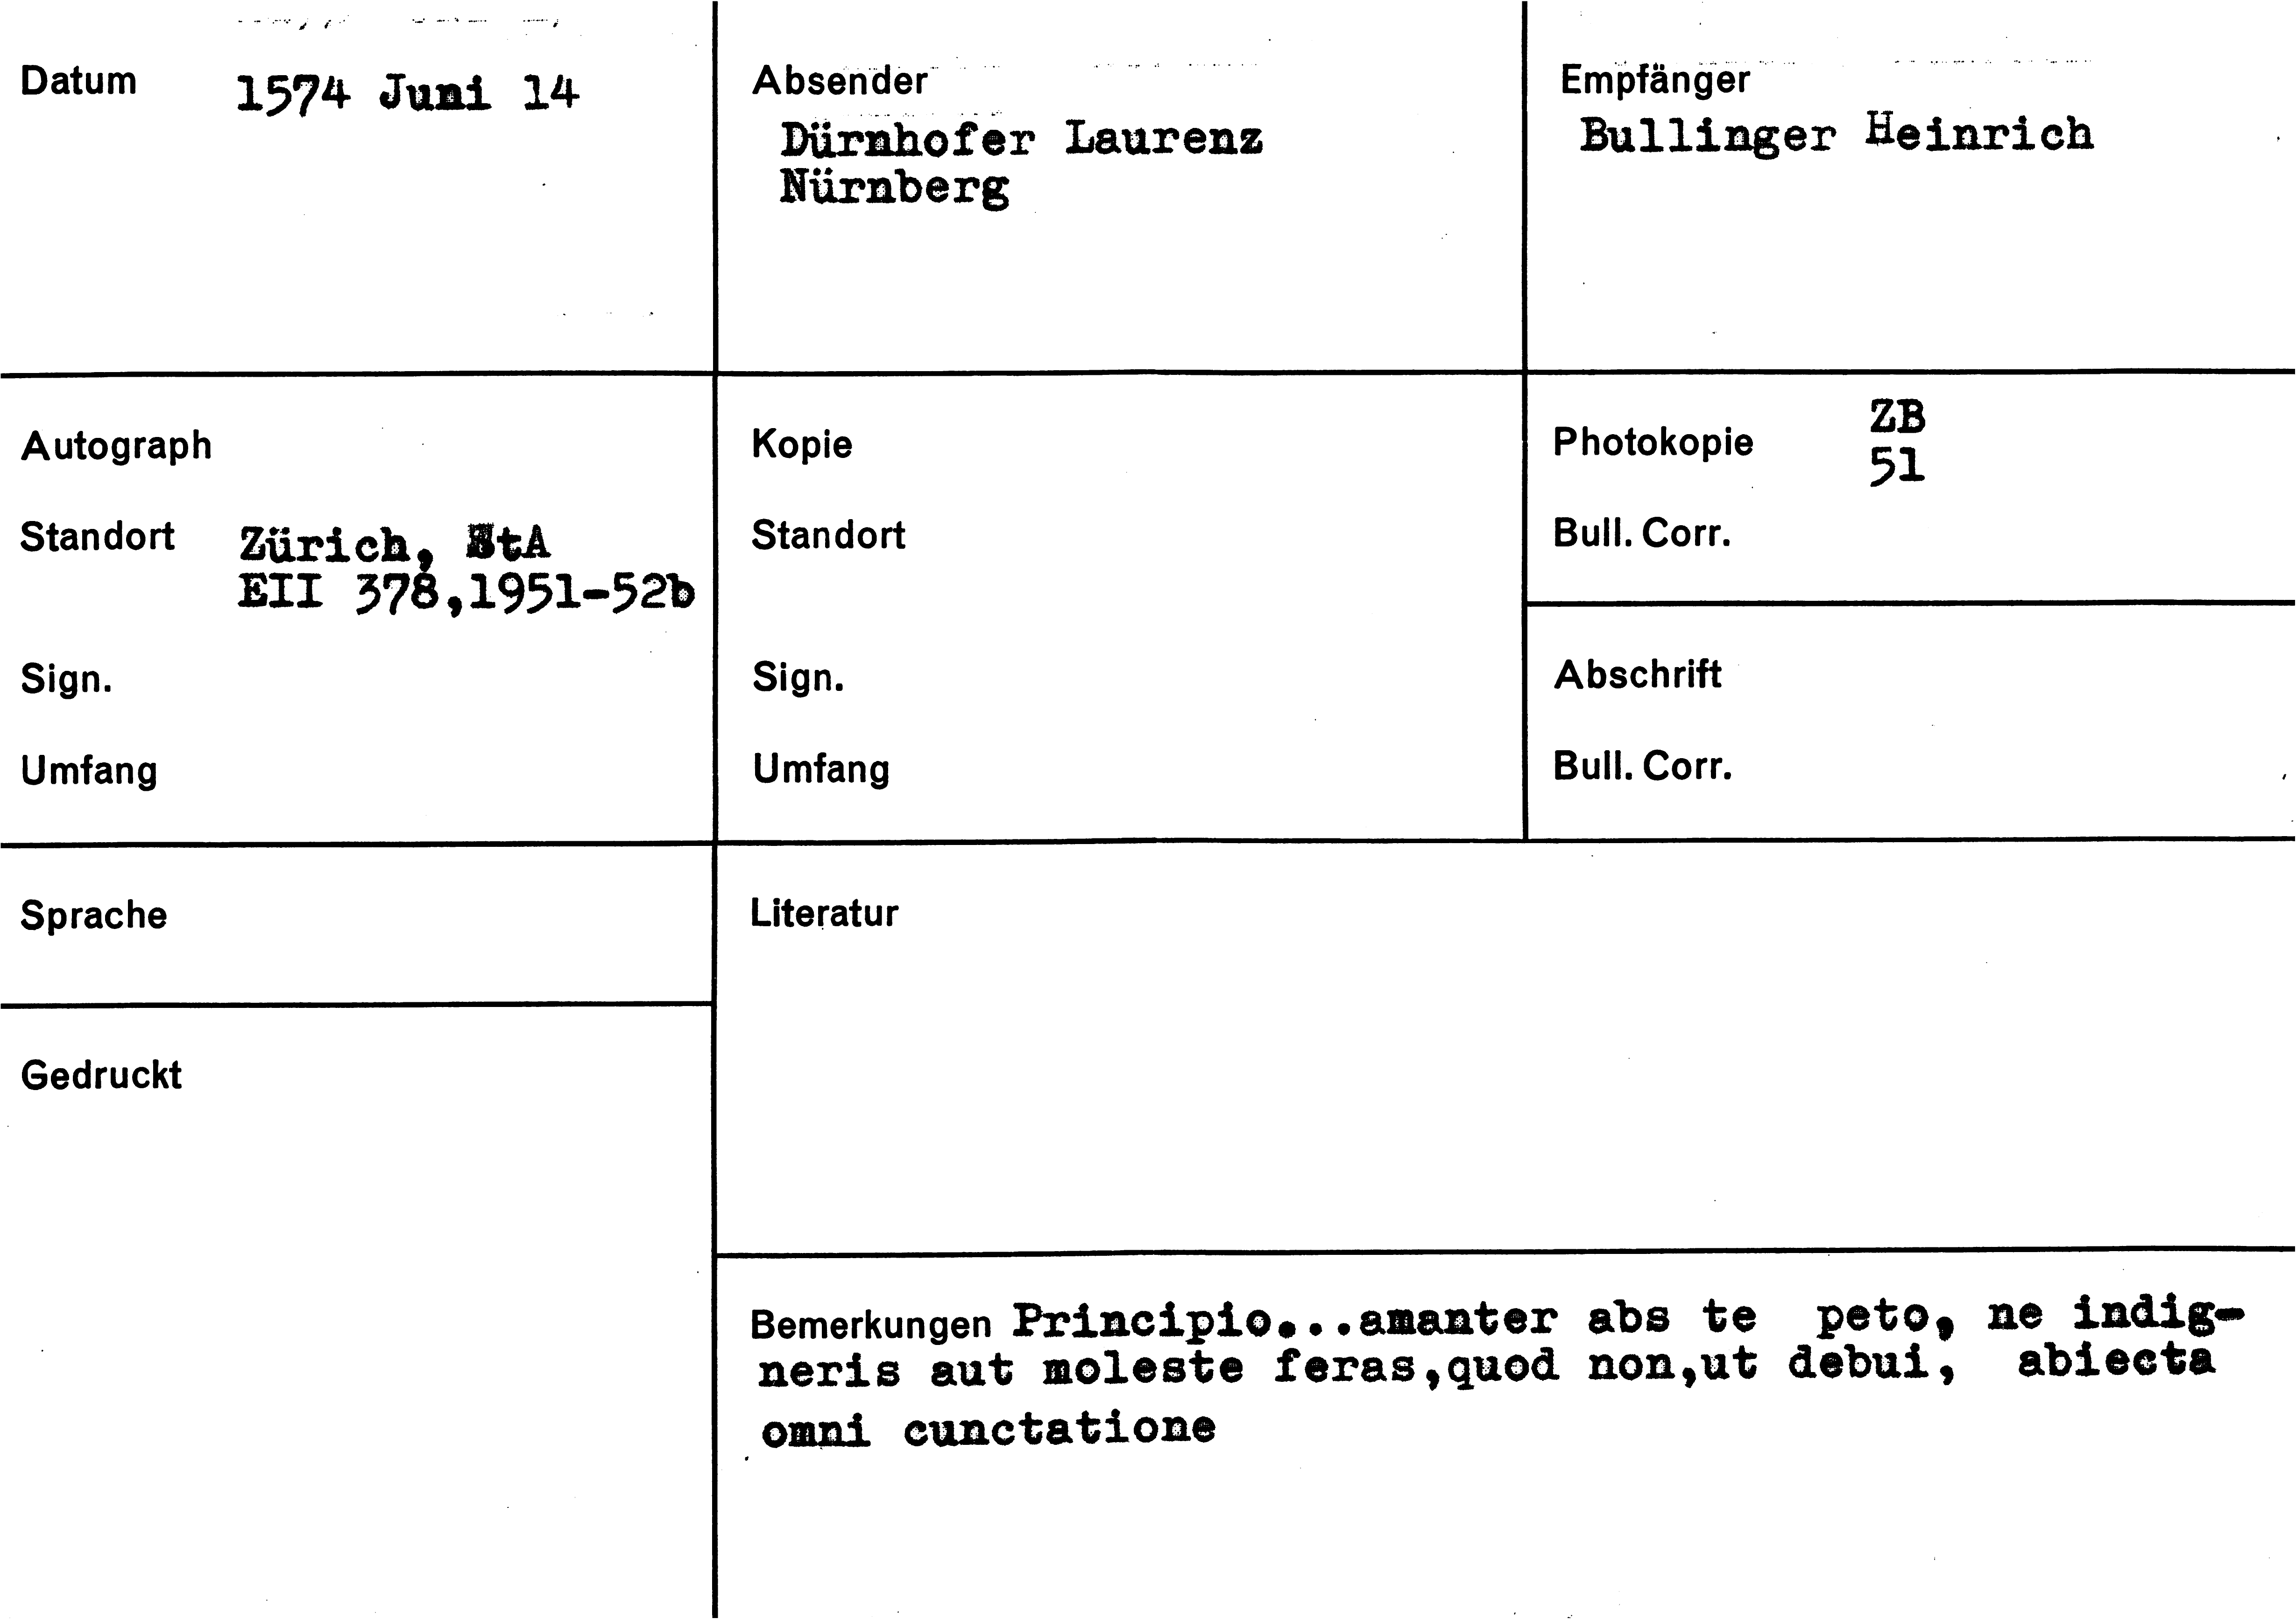 Datum 1574 Juni 14
Absender
Dürnhofer Laurenz
Nürnberg
Empfänger
Bullinger Heinrich
Autograph
Standort Zürich, StA
EII 378,1951-52b
Sign.
Umfang
Kopie
Standort
Sign.
Umfang
Photokopie ZB
51
Bull. Corr.
Abschrift
Bull. Corr.
Sprache
Gedruckt
Literatur
Bemerkungen Principio...amanter abs te peto, ne indig-
neris aut moleste feras,quod non,ut debui, abiecta
omni cunctatione